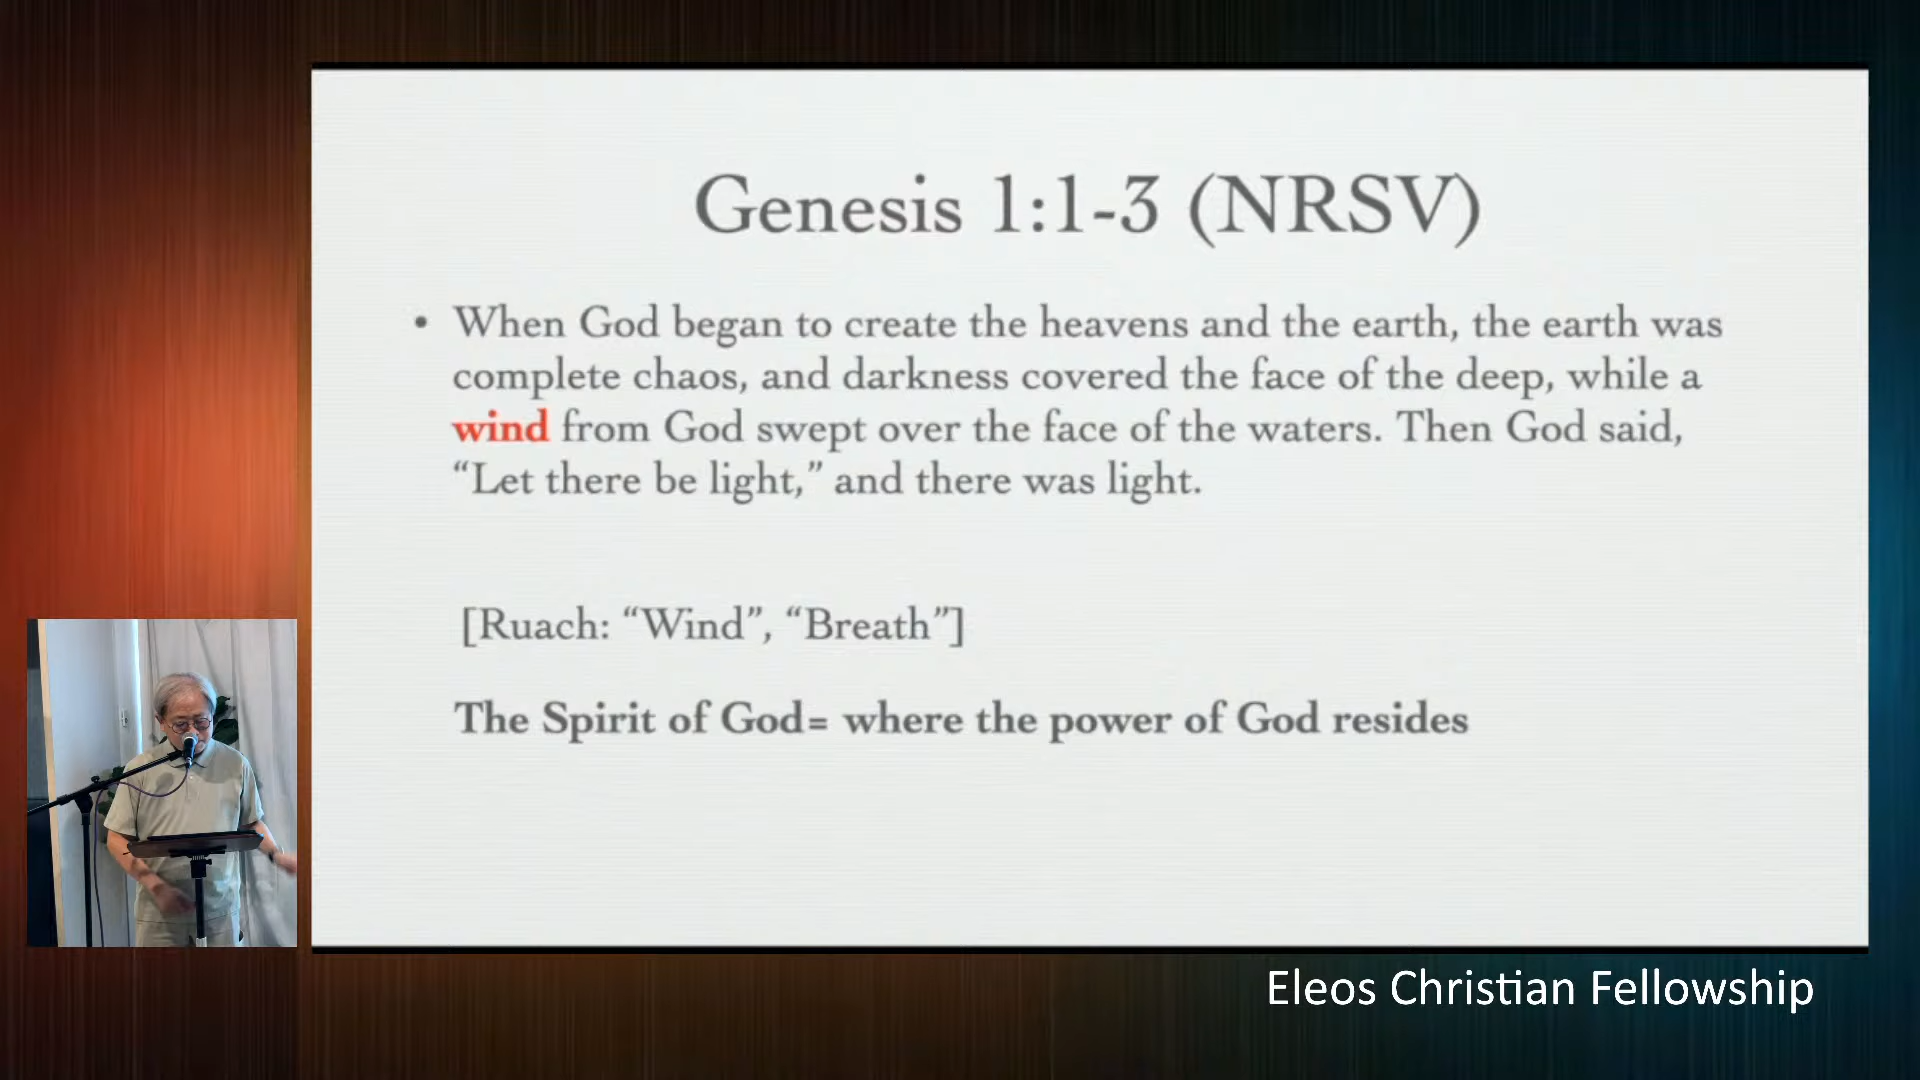 Genesis 1:1-3 (NRSV)
• When God began to create the heavens and the earth, the earth was
complete chaos, and darkness covered the face of the deep, while a
wind from God swept over the face of the waters. Then God said,
“Let there be light,” and there was light.
[Ruach: “Wind”, “Breath”]
The Spirit of God= where the power of God resides
Eleos Christian Fellowship